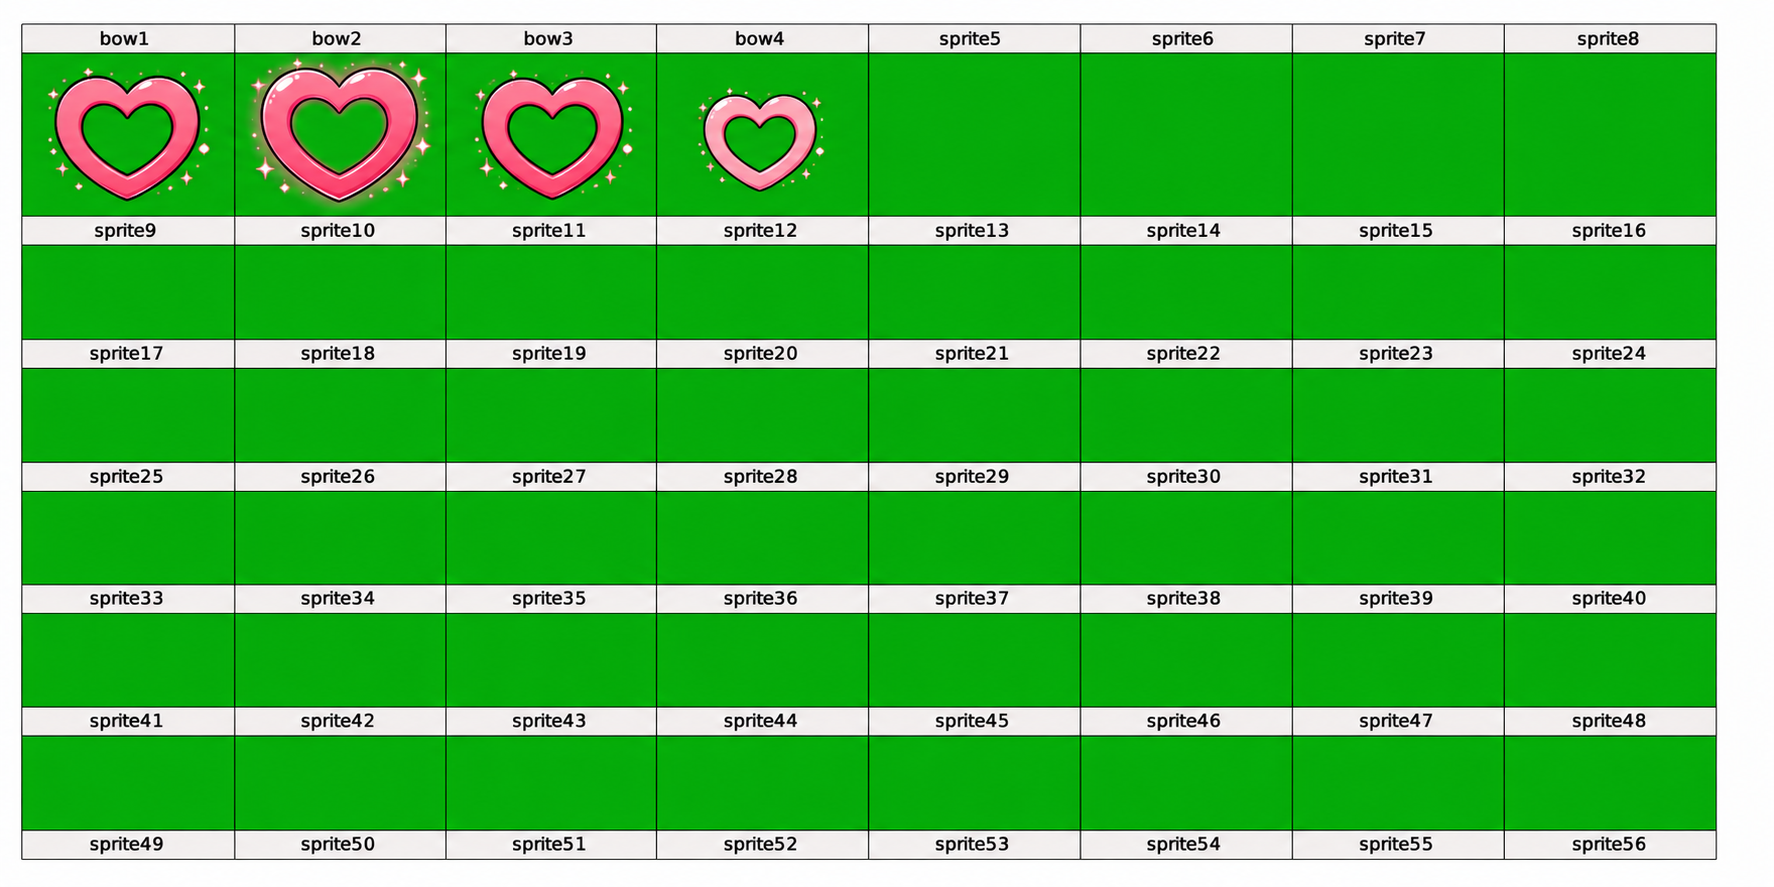 bow1 bow2 bow3 bow4 sprite5 sprite6 sprite7 sprite8
sprite9 sprite10 sprite11 sprite12 sprite13 sprite14 sprite15 sprite16
sprite17 sprite18 sprite19 sprite20 sprite21 sprite22 sprite23 sprite24
sprite25 sprite26 sprite27 sprite28 sprite29 sprite30 sprite31 sprite32
sprite33 sprite34 sprite35 sprite36 sprite37 sprite38 sprite39 sprite40
sprite41 sprite42 sprite43 sprite44 sprite45 sprite46 sprite47 sprite48
sprite49 sprite50 sprite51 sprite52 sprite53 sprite54 sprite55 sprite56